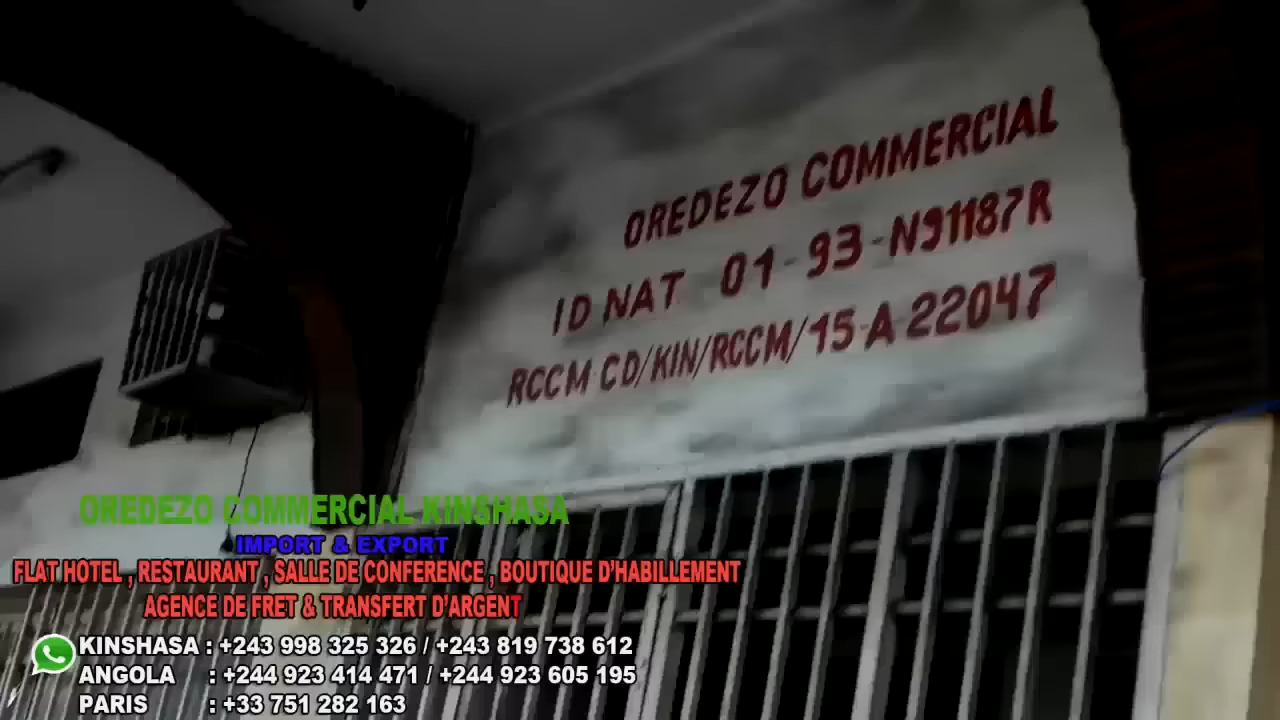 OREDEZO COMMERCIAL
ID NAT 01-93-N91187R
RCCM CD/KIN/RCCM/15-A 22047
OREDEZO COMMERCIAL KINSHASA
IMPORT & EXPORT
FLAT HOTEL , RESTAURANT , SALLE DE CONFERENCE , BOUTIQUE D'HABILLEMENT
AGENCE DE FRET & TRANSFERT D'ARGENT
KINSHASA : +243 998 325 326 / +243 819 738 612
ANGOLA : +244 923 414 471 / +244 923 605 195
PARIS : +33 751 282 163